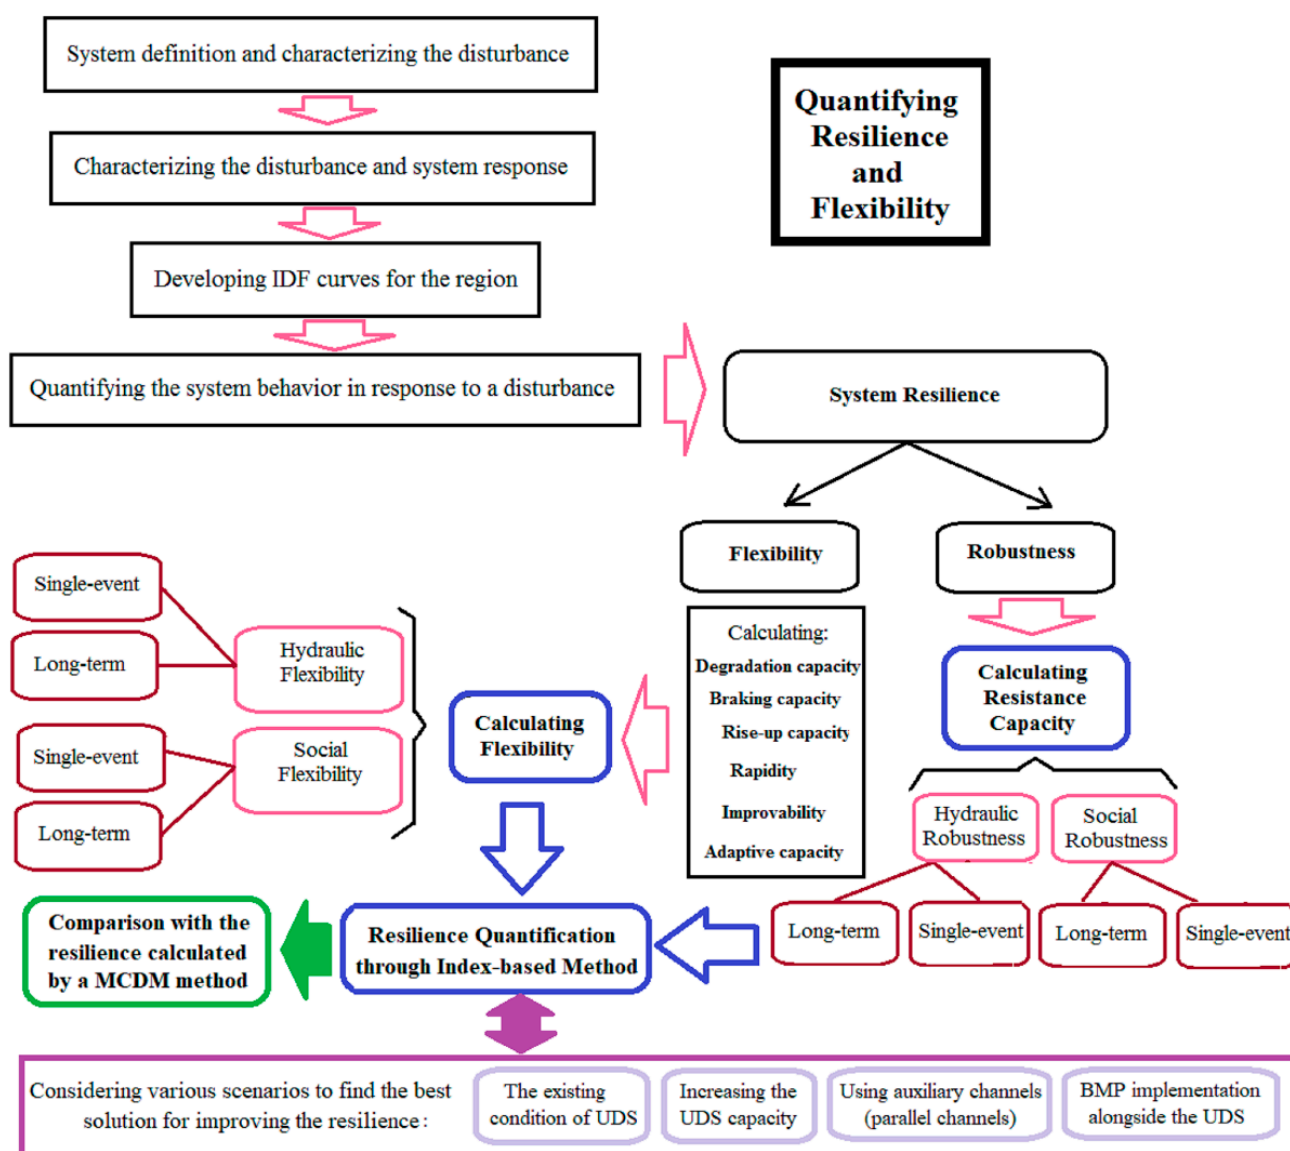 System definition and characterizing the disturbance
Characterizing the disturbance and system response
Developing IDF curves for the region
Quantifying the system behavior in response to a disturbance
Quantifying
Resilience
and
Flexibility
System Resilience
Flexibility
Robustness
Calculating:
Degradation capacity
Braking capacity
Rise-up capacity
Rapidity
Improvability
Adaptive capacity
Calculating
Resistance
Capacity
Hydraulic
Robustness
Social
Robustness
Long-term
Single-event
Long-term
Single-event
Single-event
Long-term
Hydraulic
Flexibility
Single-event
Long-term
Social
Flexibility
Calculating
Flexibility
Resilience Quantification
through Index-based Method
Comparison with the
resilience calculated
by a MCDM method
Considering various scenarios to find the best
solution for improving the resilience:
The existing
condition of UDS
Increasing the
UDS capacity
Using auxiliary channels
(parallel channels)
BMP implementation
alongside the UDS